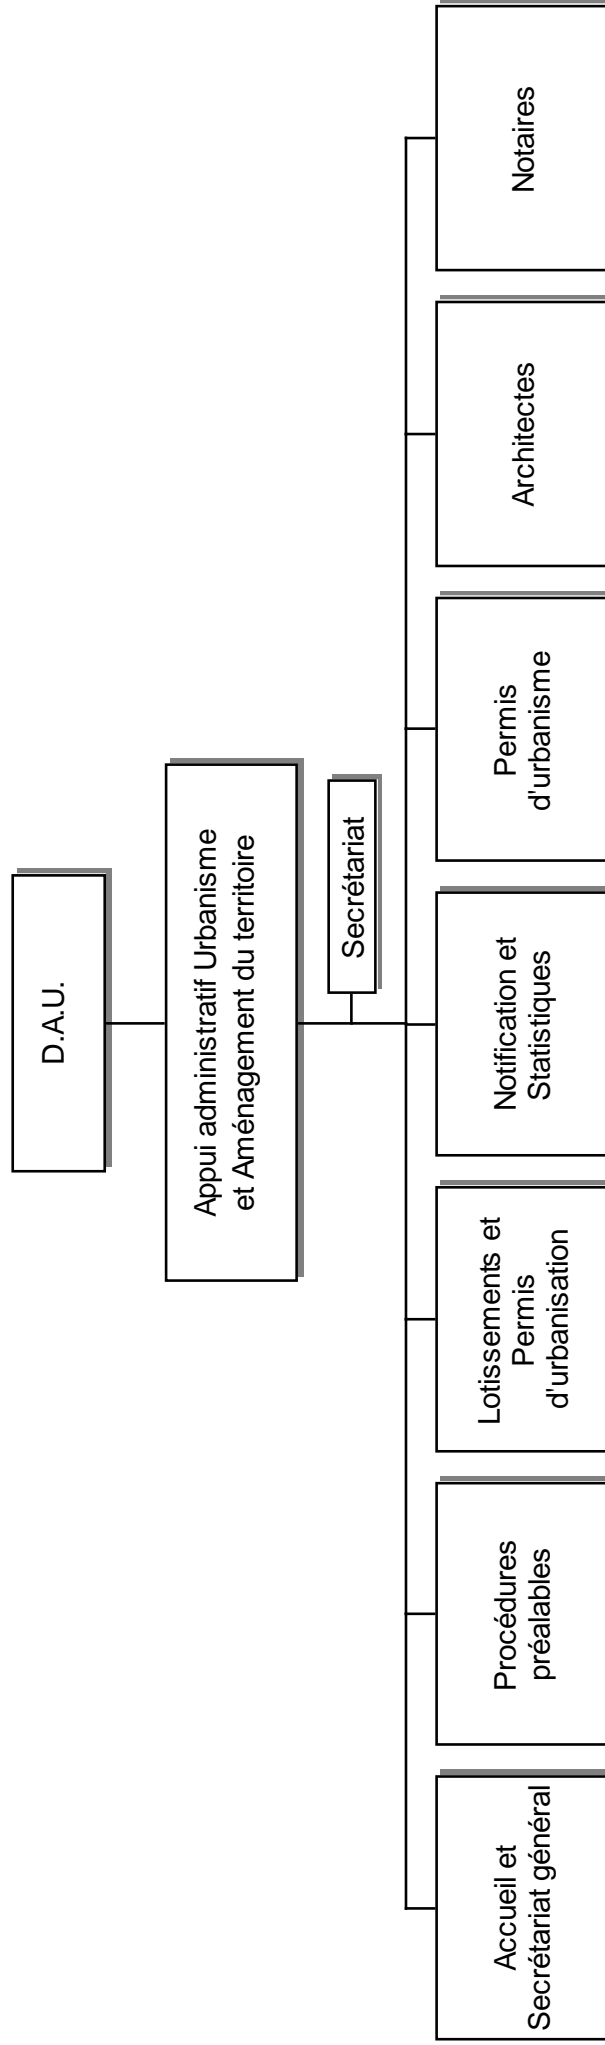 D.A.U.
Appui administratif Urbanisme
et Aménagement du territoire
Secrétariat
Accueil et
Secrétariat général
Procédures
préalables
Lotissements et
Permis
d'urbanisation
Notification et
Statistiques
Permis
d'urbanisme
Architectes
Notaires